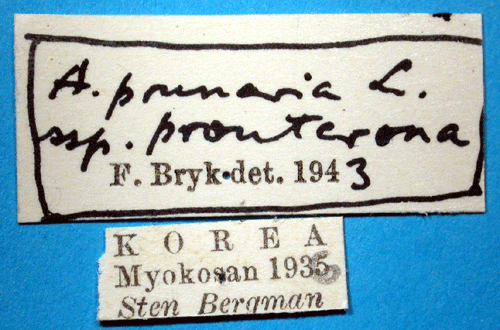 A. prunaria L.
ssp. prouterona
F. Bryk det. 1943
KOREA
Myokosan 1935
Sten Bergman